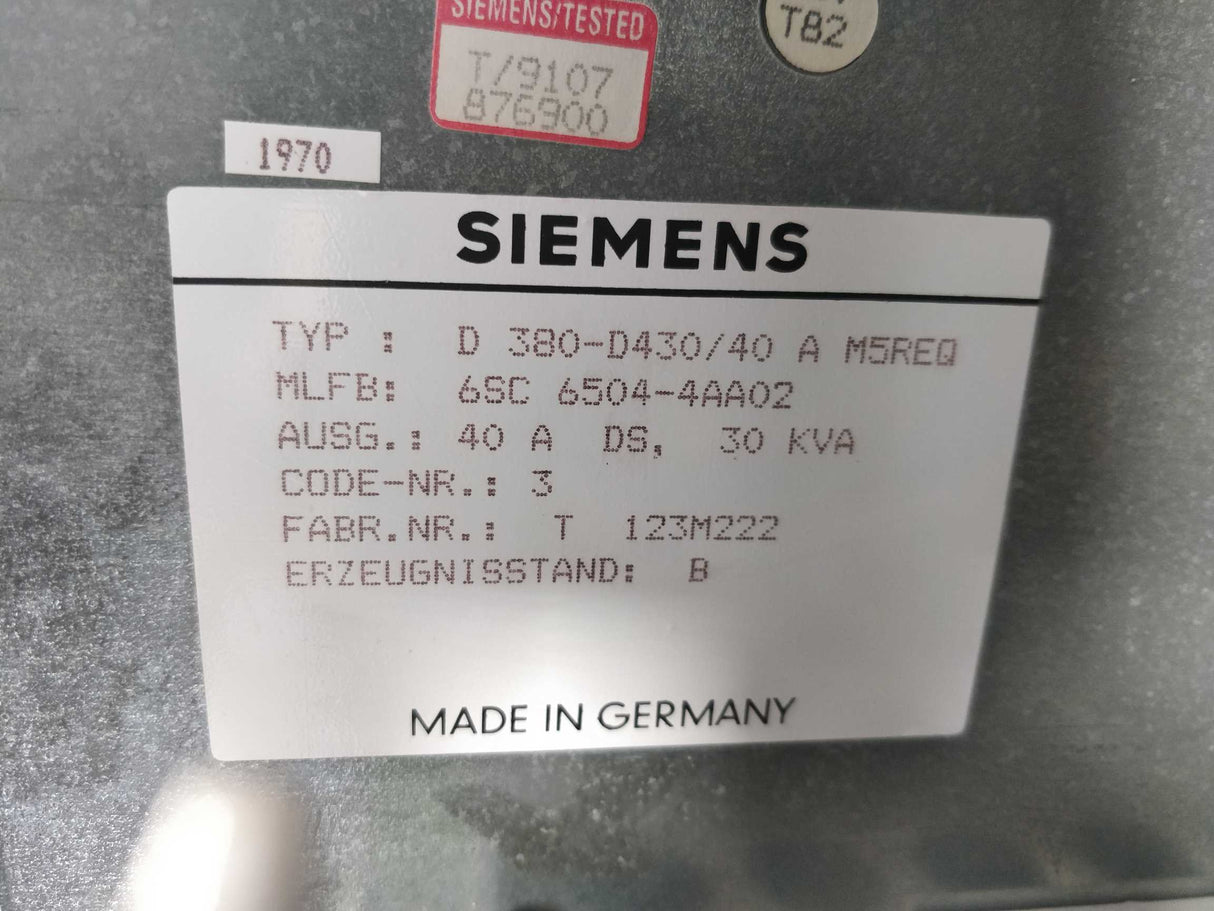 SIEMENS/TESTED
T/9107
876900
T82
1970
SIEMENS
TYP : D 380-D430/40 A M5REQ
MLFB: 6SC 6504-4AA02
AUSG.: 40 A DS, 30 KVA
CODE-NR.: 3
FABR.NR.: T 123M222
ERZEUGNISSTAND: B
MADE IN GERMANY